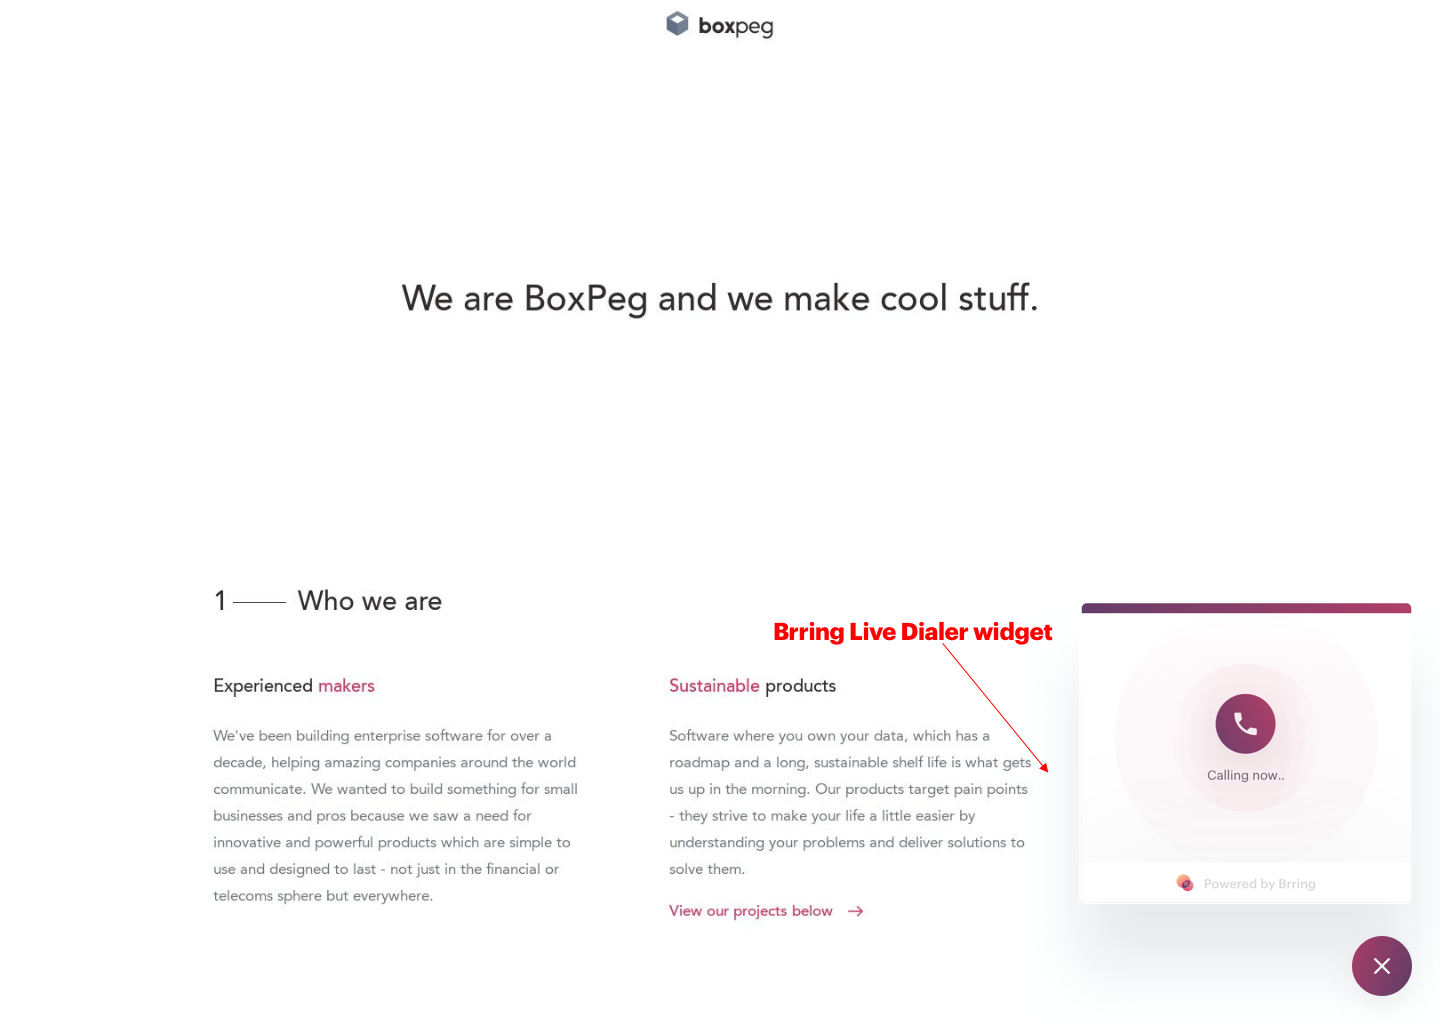 boxpeg
We are BoxPeg and we make cool stuff.
1 Who we are
Brring Live Dialer widget
Experienced makers
We've been building enterprise software for over a
decade, helping amazing companies around the world
communicate. We wanted to build something for small
businesses and pros because we saw a need for
innovative and powerful products which are simple to
use and designed to last - not just in the financial or
telecoms sphere but everywhere.
Sustainable products
Software where you own your data, which has a
roadmap and a long, sustainable shelf life is what gets
us up in the morning. Our products target pain points
- they strive to make your life a little easier by
understanding your problems and deliver solutions to
solve them.
View our projects below
Calling now..
Powered by Brring